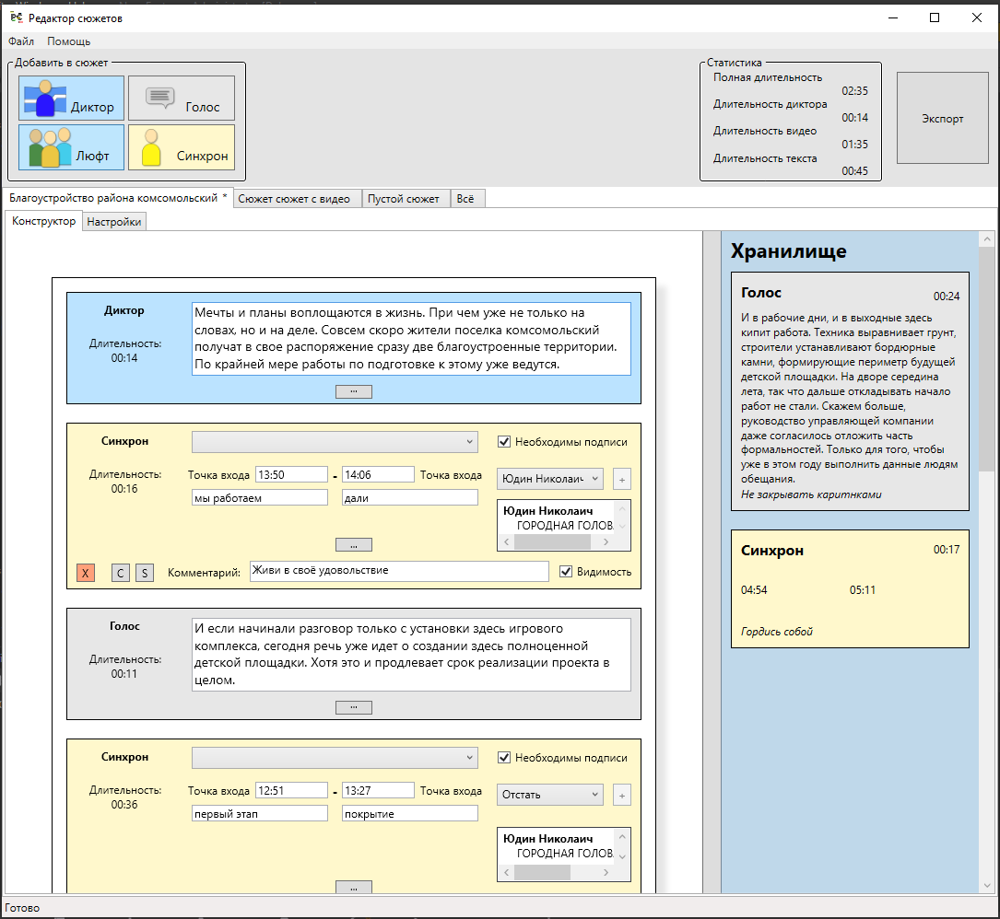 Редактор сюжетов
Файл Помощь
Добавить в сюжет
Диктор
Голос
Люфт
Синхрон
Статистика
Полная длительность
02:35
Длительность диктора
00:14
Длительность видео
01:35
Длительность текста
00:45
Экспорт
Благоустройство района комсомольский *
Сюжет сюжет с видео
Пустой сюжет
Всё
Конструктор
Настройки
Диктор
Длительность:
00:14
Мечты и планы воплощаются в жизнь. При чем уже не только на
словах, но и на деле. Совсем скоро жители поселка комсомольский
получат в свое распоряжение сразу две благоустроенные территории.
По крайней мере работы по подготовке к этому уже ведутся.
...
Синхрон
Необходимы подписи
Длительность:
00:16
Точка входа 13:50 - 14:06 Точка входа
мы работаем
дали
Юдин Николаич
+
Юдин Николаич
ГОРОДНАЯ ГОЛОВ
...
X C S Комментарий: Живи в своё удовольствие
Видимость
Голос
Длительность:
00:11
И если начинали разговор только с установки здесь игрового
комплекса, сегодня речь уже идет о создании здесь полноценной
детской площадки. Хотя это и продлевает срок реализации проекта в
целом.
...
Синхрон
Необходимы подписи
Длительность:
00:36
Точка входа 12:51 - 13:27 Точка входа
первый этап
покрытие
Отстать
+
Юдин Николаич
ГОРОДНАЯ ГОЛОВ
...
Хранилище
Голос
00:24
И в рабочие дни, и в выходные здесь
кипит работа. Техника выравнивает грунт,
строители устанавливают бордюрные
камни, формирующие периметр будущей
детской площадки. На дворе середина
лета, так что дальше откладывать начало
работ не стали. Скажем больше,
руководство управляющей компании
даже согласилось отложить часть
формальностей. Только для того, чтобы
уже в этом году выполнить данные людям
обещания.
Не закрывать каритнками
Синхрон
00:17
04:54
05:11
Гордись собой
Готово